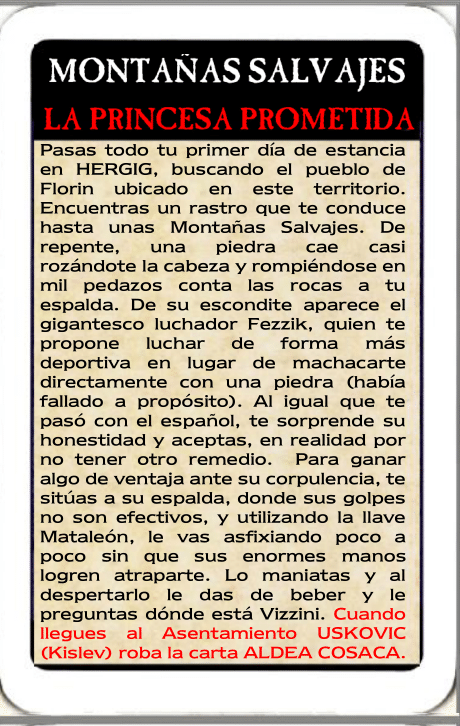 MONTAÑAS SALVAJES
LA PRINCESA PROMETIDA
Pasas todo tu primer día de estancia
en HERGIG, buscando el pueblo de
Florin ubicado en este territorio.
Encuentras un rastro que te conduce
hasta unas Montañas Salvajes. De
repente, una piedra cae casi
rozándote la cabeza y rompiéndose en
mil pedazos conta las rocas a tu
espalda. De su escondite aparece el
gigantesco luchador Fezzik, quien te
propone luchar de forma más
deportiva en lugar de machacarte
directamente con una piedra (había
fallado a propósito). Al igual que te
pasó con el español, te sorprende su
honestidad y aceptas, en realidad por
no tener otro remedio. Para ganar
algo de ventaja ante su corpulencia, te
sitúas a su espalda, donde sus golpes
no son efectivos, y utilizando la llave
Mataleón, le vas asfixiando poco a
poco sin que sus enormes manos
logren atraparte. Lo maniatas y al
despertarlo le das de beber y le
preguntas dónde está Vizzini. Cuando
llegues al Asentamiento USKOVIC
(Kislev) roba la carta ALDEA COSACA.